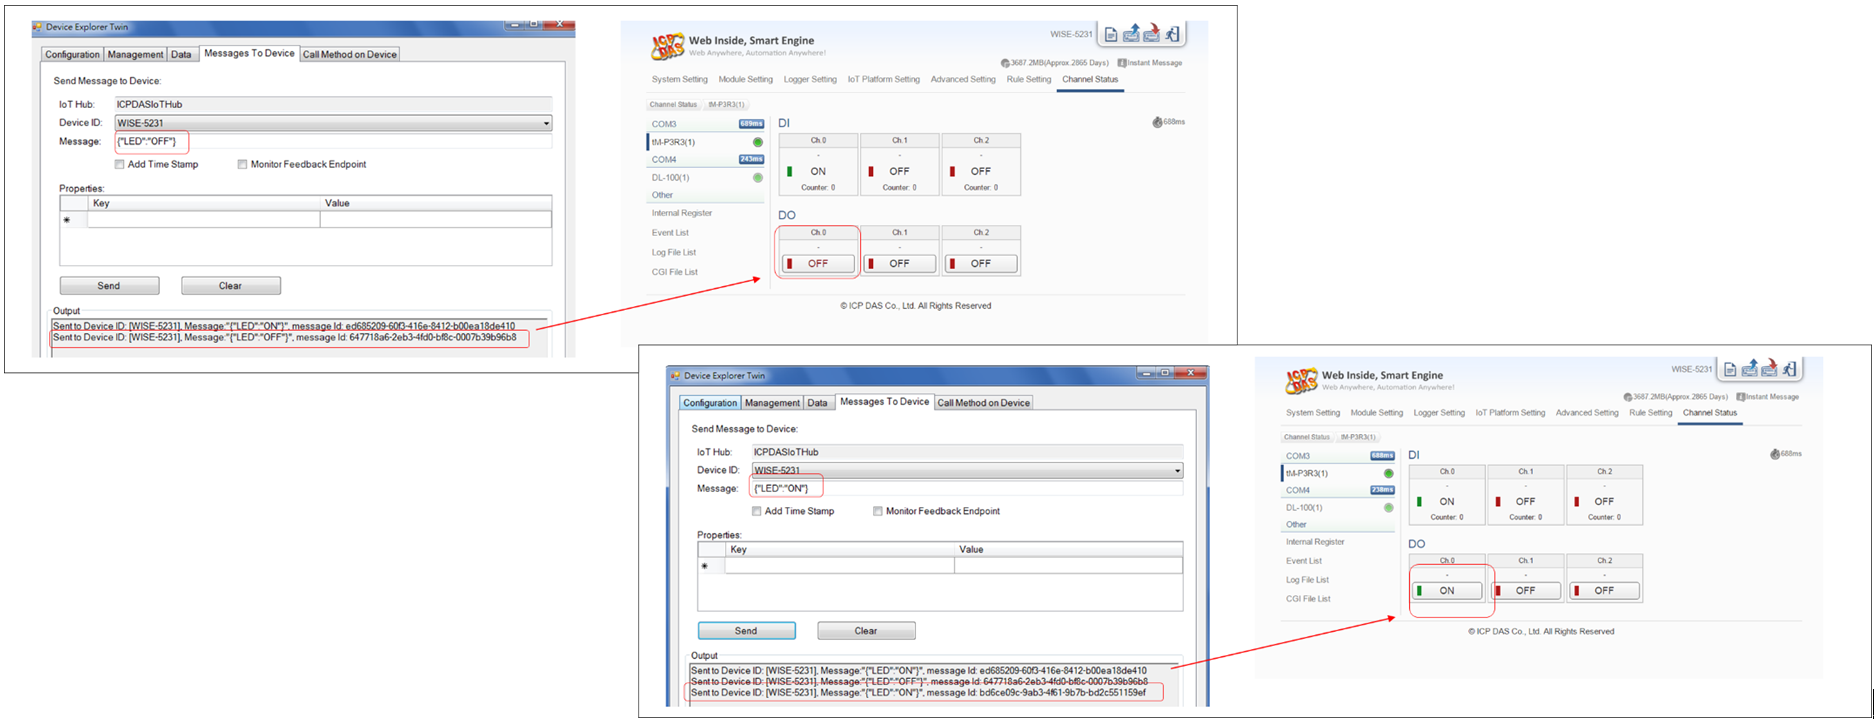 Device Explorer Twin
Configuration Management Data Messages To Device Call Method on Device
Send Message to Device:
IoT Hub: ICPDASIoTHub
Device ID: WISE-5231
Message: {"LED":"OFF"}
Add Time Stamp Monitor Feedback Endpoint
Properties:
Key Value
Send Clear
Output
Sent to Device ID: [WISE-5231], Message:"{"LED":"ON"}", message Id: ed685209-60f3-416e-8412-b00ea18de410
Sent to Device ID: [WISE-5231], Message:"{"LED":"OFF"}", message Id: 647718a6-2eb3-4fd0-bf8c-0007b39b96b8
ICP DAS
Web Inside, Smart Engine
Web Anywhere, Automation Anywhere!
WISE-5231
3687.2MB(Approx.2865 Days) Instant Message
System Setting Module Setting Logger Setting IoT Platform Setting Advanced Setting Rule Setting Channel Status
Channel Status tM-P3R3(1)
COM3 689ms
tM-P3R3(1)
COM4 243ms
DL-100(1)
Other
Internal Register
Event List
Log File List
CGI File List
DI 688ms
Ch.0 Ch.1 Ch.2
- - -
ON OFF OFF
Counter: 0 Counter: 0 Counter: 0
DO
Ch.0 Ch.1 Ch.2
- - -
OFF OFF OFF
© ICP DAS Co., Ltd. All Rights Reserved
Device Explorer Twin
Configuration Management Data Messages To Device Call Method on Device
Send Message to Device:
IoT Hub: ICPDASIoTHub
Device ID: WISE-5231
Message: {"LED":"ON"}
Add Time Stamp Monitor Feedback Endpoint
Properties:
Key Value
Send Clear
Output
Sent to Device ID: [WISE-5231], Message:"{"LED":"ON"}", message Id: ed685209-60f3-416e-8412-b00ea18de410
Sent to Device ID: [WISE-5231], Message:"{"LED":"OFF"}", message Id: 647718a6-2eb3-4fd0-bf8c-0007b39b96b8
Sent to Device ID: [WISE-5231], Message:"{"LED":"ON"}", message Id: bd6ce09c-9ab3-4f61-9b7b-bd2c551159ef
ICP DAS
Web Inside, Smart Engine
Web Anywhere, Automation Anywhere!
WISE-5231
3687.2MB(Approx.2865 Days) Instant Message
System Setting Module Setting Logger Setting IoT Platform Setting Advanced Setting Rule Setting Channel Status
Channel Status tM-P3R3(1)
COM3 688ms
tM-P3R3(1)
COM4 238ms
DL-100(1)
Other
Internal Register
Event List
Log File List
CGI File List
DI 688ms
Ch.0 Ch.1 Ch.2
- - -
ON OFF OFF
Counter: 0 Counter: 0 Counter: 0
DO
Ch.0 Ch.1 Ch.2
- - -
ON OFF OFF
© ICP DAS Co., Ltd. All Rights Reserved